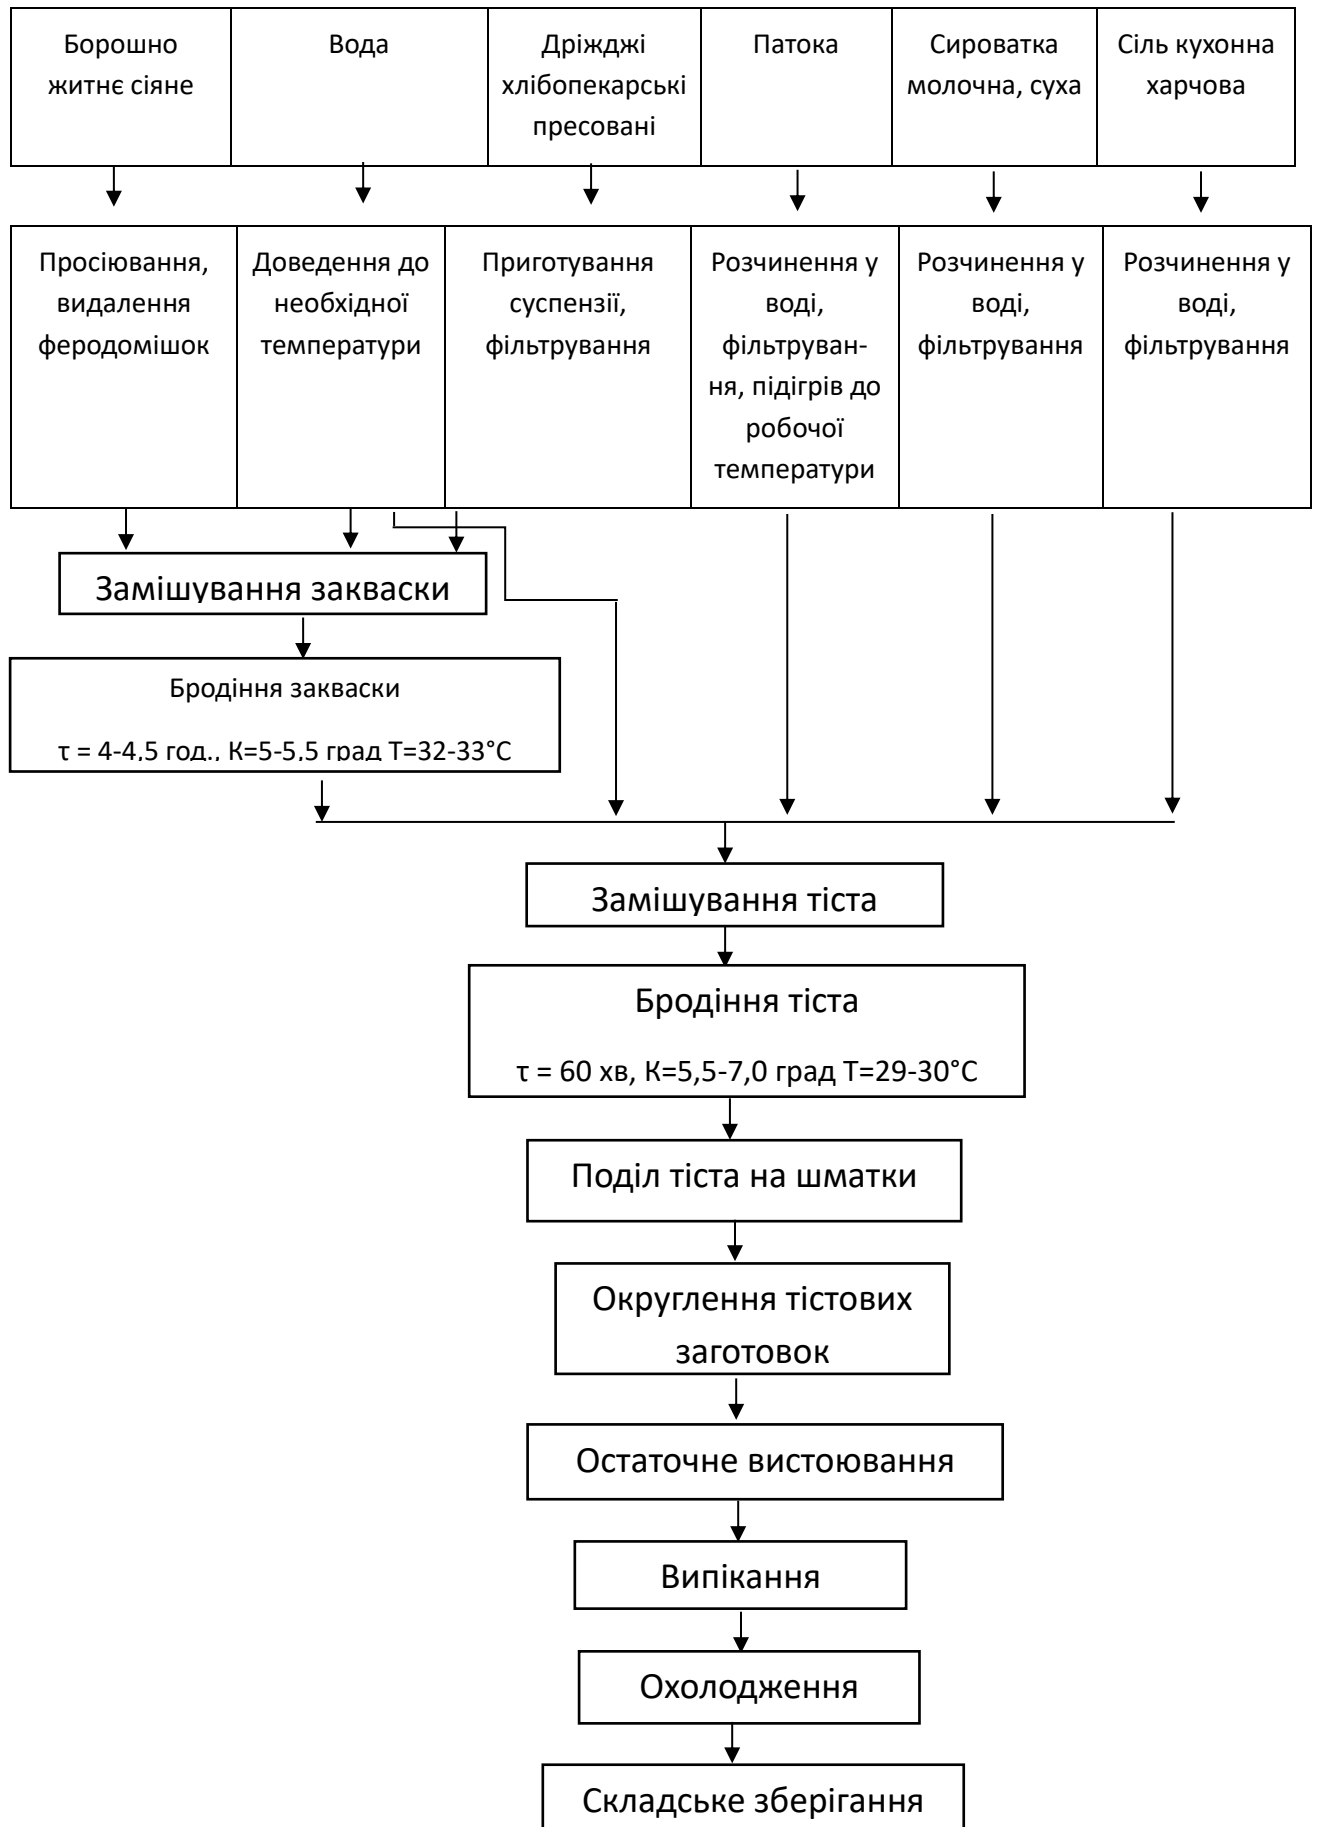 Борошно
житнє сіяне
Вода
Дріжджі
хлібопекарські
пресовані
Патока
Сироватка
молочна, суха
Сіль кухонна
харчова
Просіювання,
видалення
феродомішок
Доведення до
необхідної
температури
Приготування
суспензії,
фільтрування
Розчинення у
воді,
фільтруван-
ня, підігрів до
робочої
температури
Розчинення у
воді,
фільтрування
Розчинення у
воді,
фільтрування
Замішування закваски
Бродіння закваски
τ = 4-4,5 год., К=5-5,5 град Т=32-33°С
Замішування тіста
Бродіння тіста
τ = 60 хв, К=5,5-7,0 град Т=29-30°С
Поділ тіста на шматки
Округлення тістових
заготовок
Остаточне вистоювання
Випікання
Охолодження
Складське зберігання